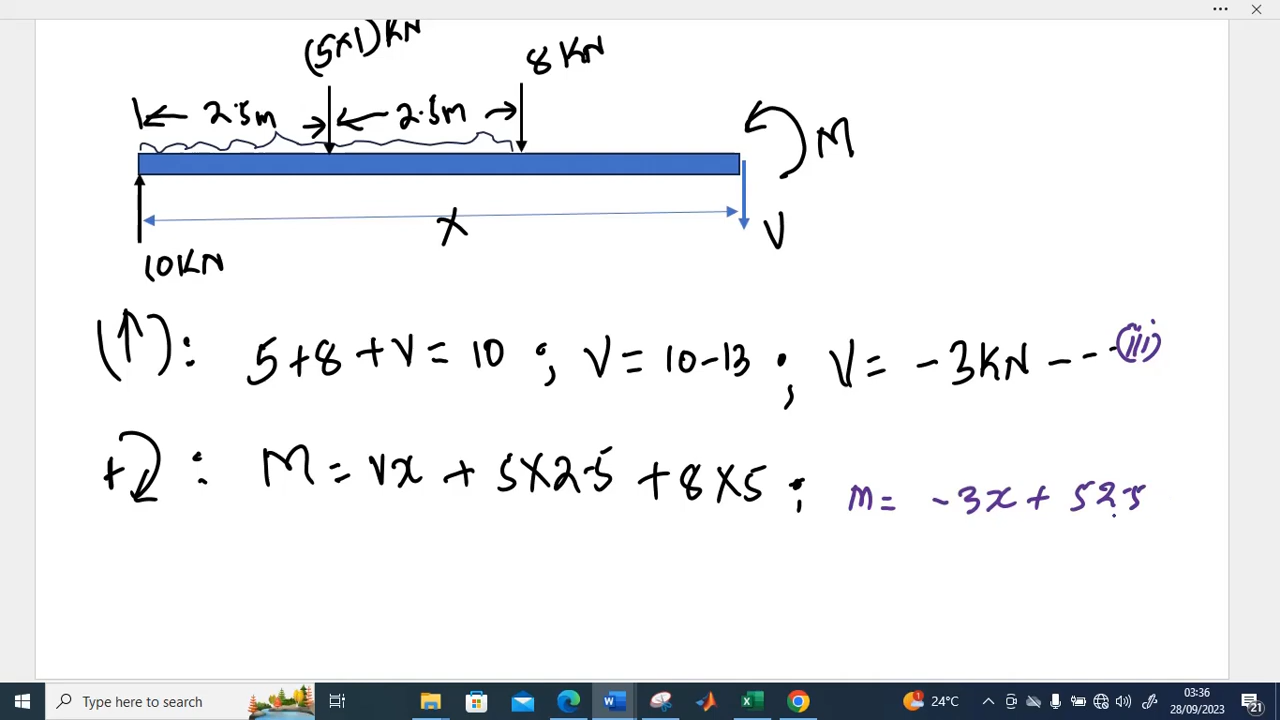 (5x1)KN
8 KN
2.5m
2.5m
M
X
V
10KN
(↑): 5+8+V=10 ; V=10-13 ; V=-3KN ---(iii)
+↲ : M=Vx + 5X2.5 + 8X5 ; M= -3x + 52.5
Type here to search
24°C
03:36
28/09/2023
21